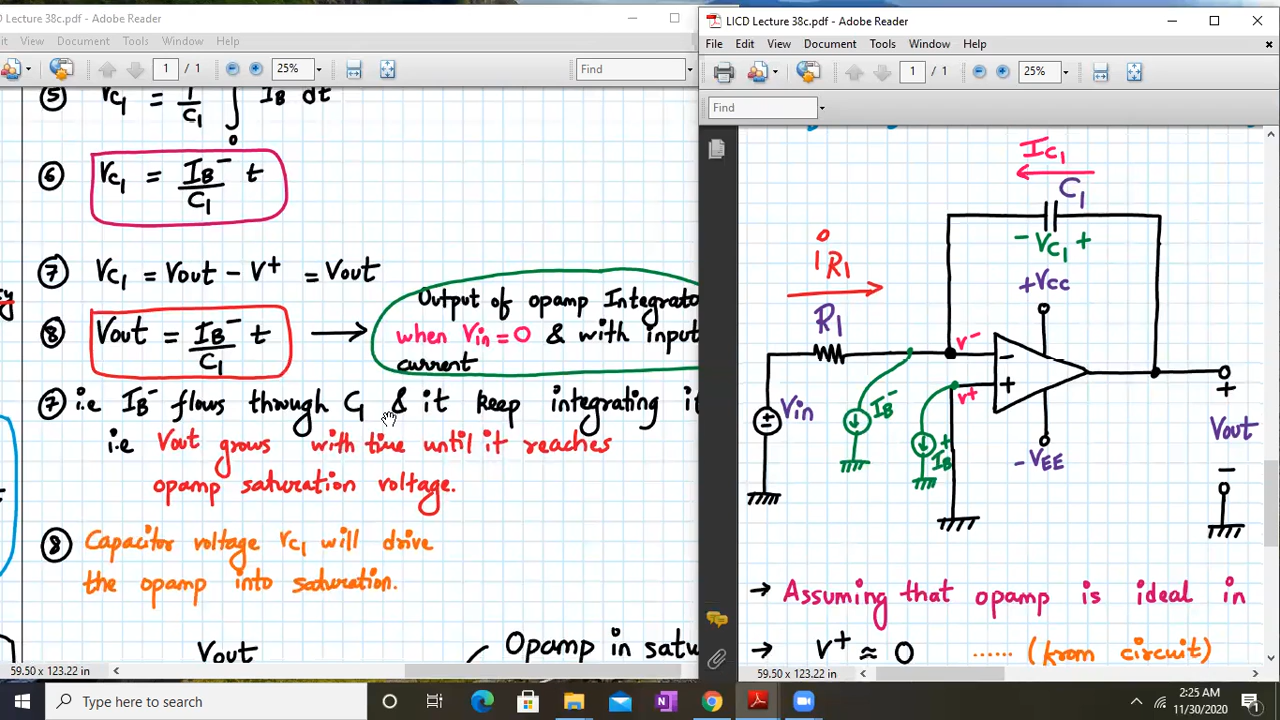 D Lecture 38c.pdf - Adobe Reader
it View Document Tools Window Help
1 / 1 25% Find
⑤ VC1 = 1/C1 ∫0 IB dt
⑥ VC1 = IB⁻/C1 t
⑦ VC1 = Vout - V⁺ = Vout
⑧ Vout = IB⁻/C1 t →
Output of opamp Integrato
when Vin = 0 & with input
current
⑦ i.e IB⁻ flows through C1 & it keep integrating i
i.e Vout grows with time until it reaches
opamp saturation voltage.
⑧ Capacitor voltage VC1 will drive
the opamp into saturation.
Vout
Opamp in satu
59.50 x 123.22 in
LICD Lecture 38c.pdf - Adobe Reader
File Edit View Document Tools Window Help
1 / 1 25%
Find
IC1
C1
- VC1 +
iR1
+VCC
R1
V⁻
-
+
V⁺
Vin
IB⁻
IB⁺
-VEE
+
Vout
-
→ Assuming that opamp is ideal in
→ V⁺ ≈ 0 ...... (from circuit)
59.50 x 123.22 in
Type here to search
2:25 AM
11/30/2020